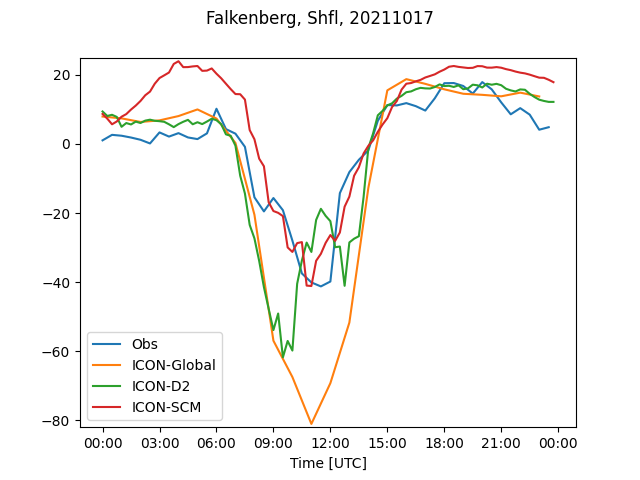 Falkenberg, Shfl, 20211017
20
0
−20
−40
−60
−80
Obs
ICON-Global
ICON-D2
ICON-SCM
00:00 03:00 06:00 09:00 12:00 15:00 18:00 21:00 00:00
Time [UTC]